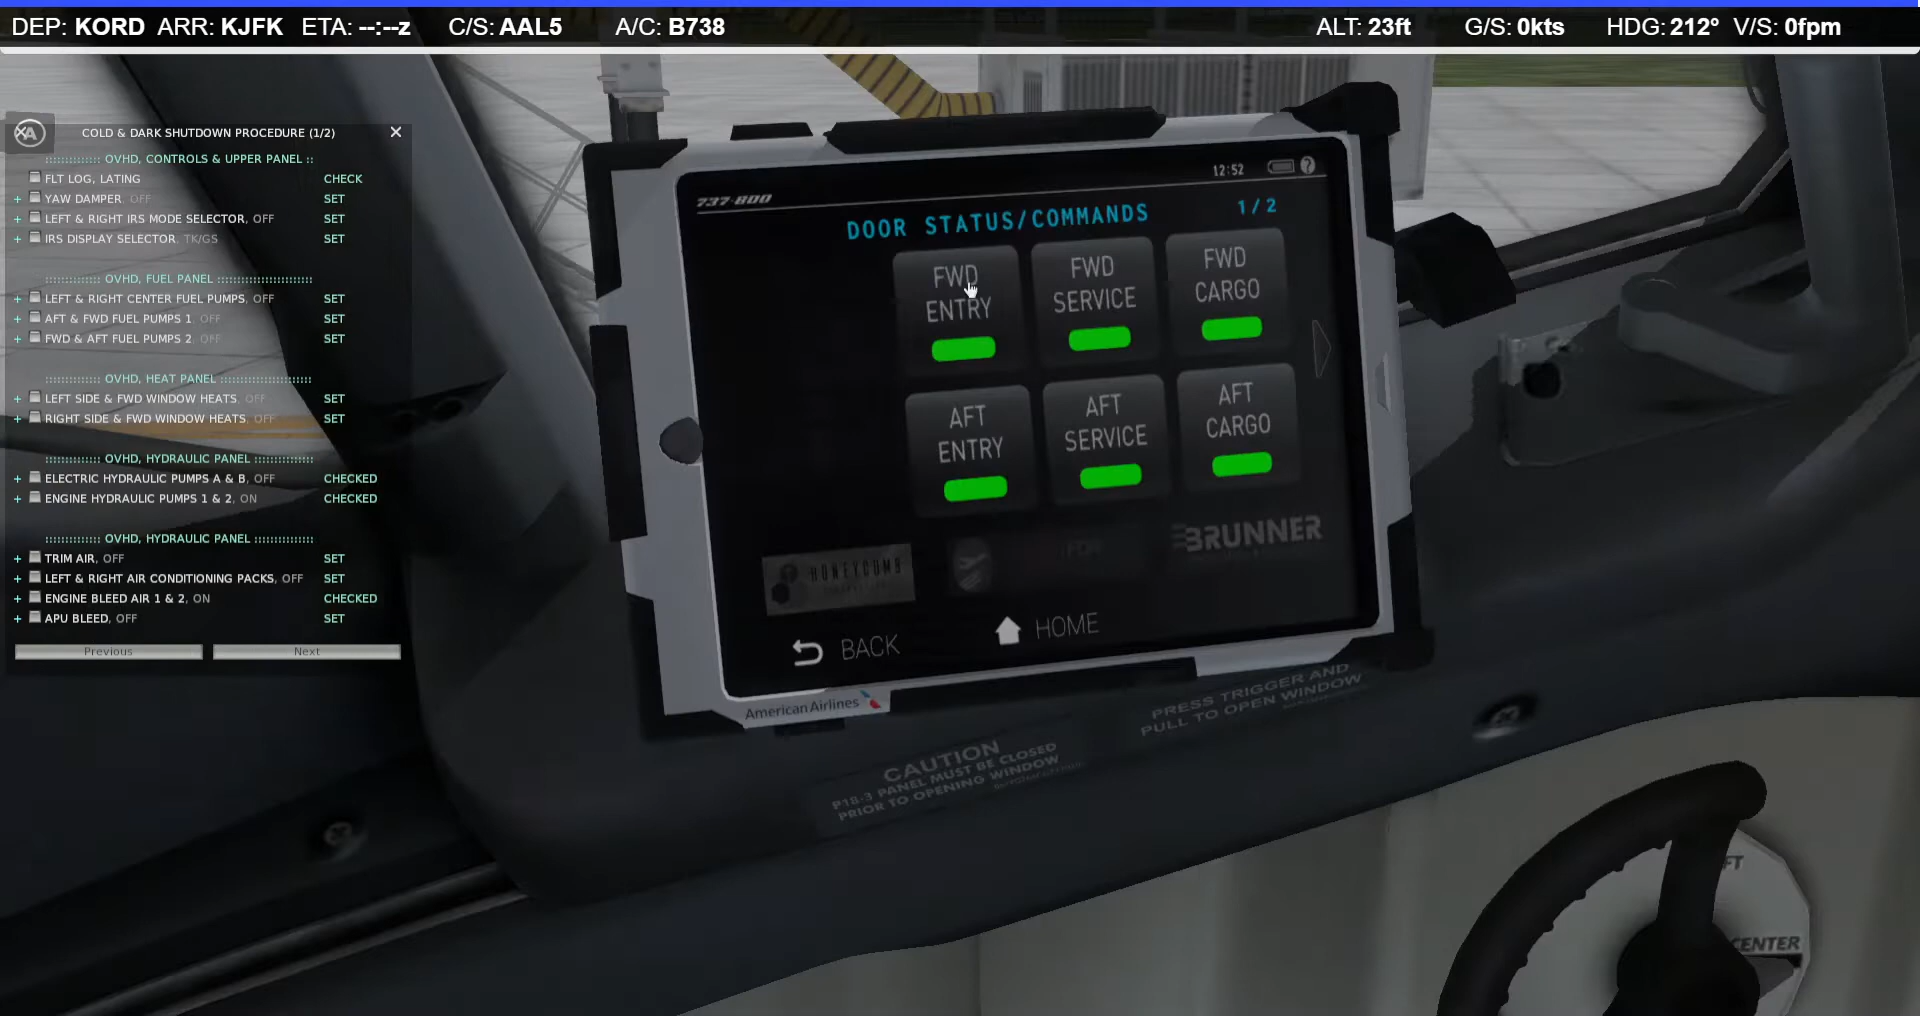 DEP: KORD ARR: KJFK ETA: --:--z C/S: AAL5 A/C: B738 ALT: 23ft G/S: 0kts HDG: 212° V/S: 0fpm
COLD & DARK SHUTDOWN PROCEDURE (1/2)
:::::::::::: OVHD, CONTROLS & UPPER PANEL ::
FLT LOG, LATING CHECK
+ YAW DAMPER, OFF SET
+ LEFT & RIGHT IRS MODE SELECTOR, OFF SET
+ IRS DISPLAY SELECTOR, TK/GS SET
:::::::::::: OVHD, FUEL PANEL ::::::::::::::::::::
+ LEFT & RIGHT CENTER FUEL PUMPS, OFF SET
+ AFT & FWD FUEL PUMPS 1, OFF SET
+ FWD & AFT FUEL PUMPS 2, OFF SET
:::::::::::: OVHD, HEAT PANEL ::::::::::::::::::::
+ LEFT SIDE & FWD WINDOW HEATS, OFF SET
+ RIGHT SIDE & FWD WINDOW HEATS, OFF SET
:::::::::::: OVHD, HYDRAULIC PANEL ::::::::::::
+ ELECTRIC HYDRAULIC PUMPS A & B, OFF CHECKED
+ ENGINE HYDRAULIC PUMPS 1 & 2, ON CHECKED
:::::::::::: OVHD, HYDRAULIC PANEL ::::::::::::
+ TRIM AIR, OFF SET
+ LEFT & RIGHT AIR CONDITIONING PACKS, OFF SET
+ ENGINE BLEED AIR 1 & 2, ON CHECKED
+ APU BLEED, OFF SET
Previous Next
12:52 ?
737-800
DOOR STATUS/COMMANDS 1/2
FWD ENTRY
FWD SERVICE
FWD CARGO
AFT ENTRY
AFT SERVICE
AFT CARGO
HONEYCOMB
FOR
BRUNNER
BACK HOME
American Airlines
PRESS TRIGGER AND
PULL TO OPEN WINDOW
CAUTION
P18-3 PANEL MUST BE CLOSED
PRIOR TO OPENING WINDOW
FT
CENTER